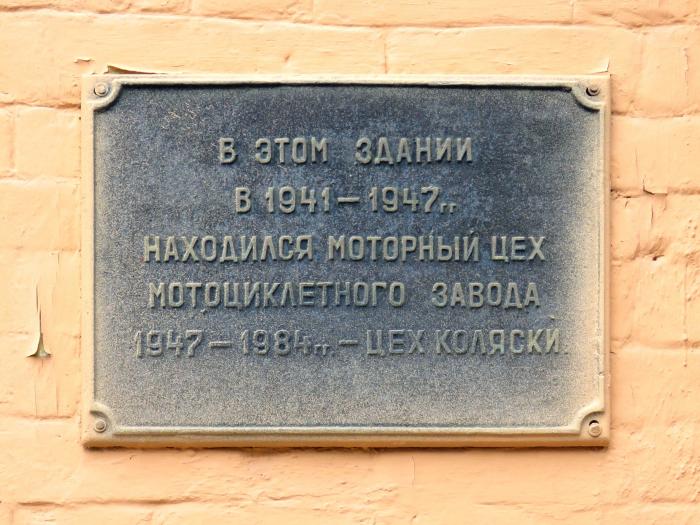 В ЭТОМ ЗДАНИИ
В 1941 – 1947гг.
НАХОДИЛСЯ МОТОРНЫЙ ЦЕХ
МОТОЦИКЛЕТНОГО ЗАВОДА
1947 – 1984гг. – ЦЕХ КОЛЯСКИ.